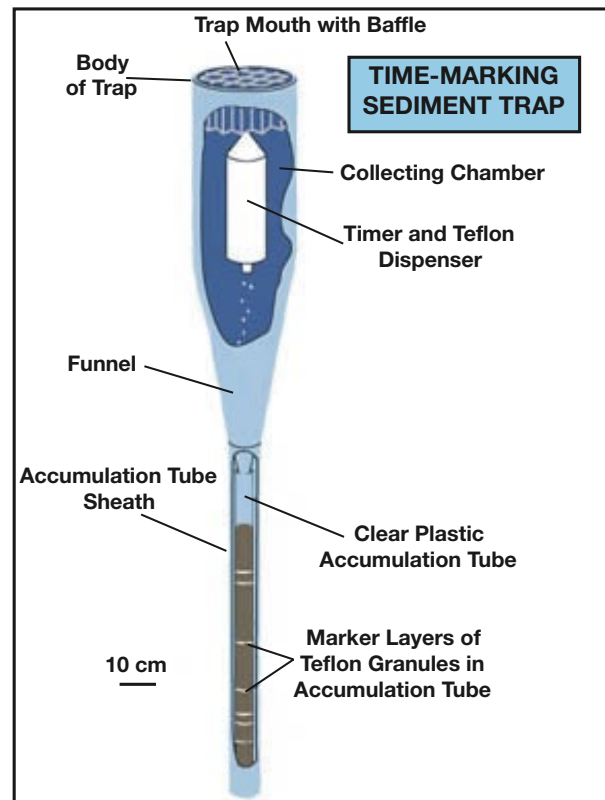 Trap Mouth with Baffle
Body
of Trap
TIME-MARKING
SEDIMENT TRAP
Collecting Chamber
Timer and Teflon
Dispenser
Funnel
Accumulation Tube
Sheath
Clear Plastic
Accumulation Tube
Marker Layers of
Teflon Granules in
Accumulation Tube
10 cm